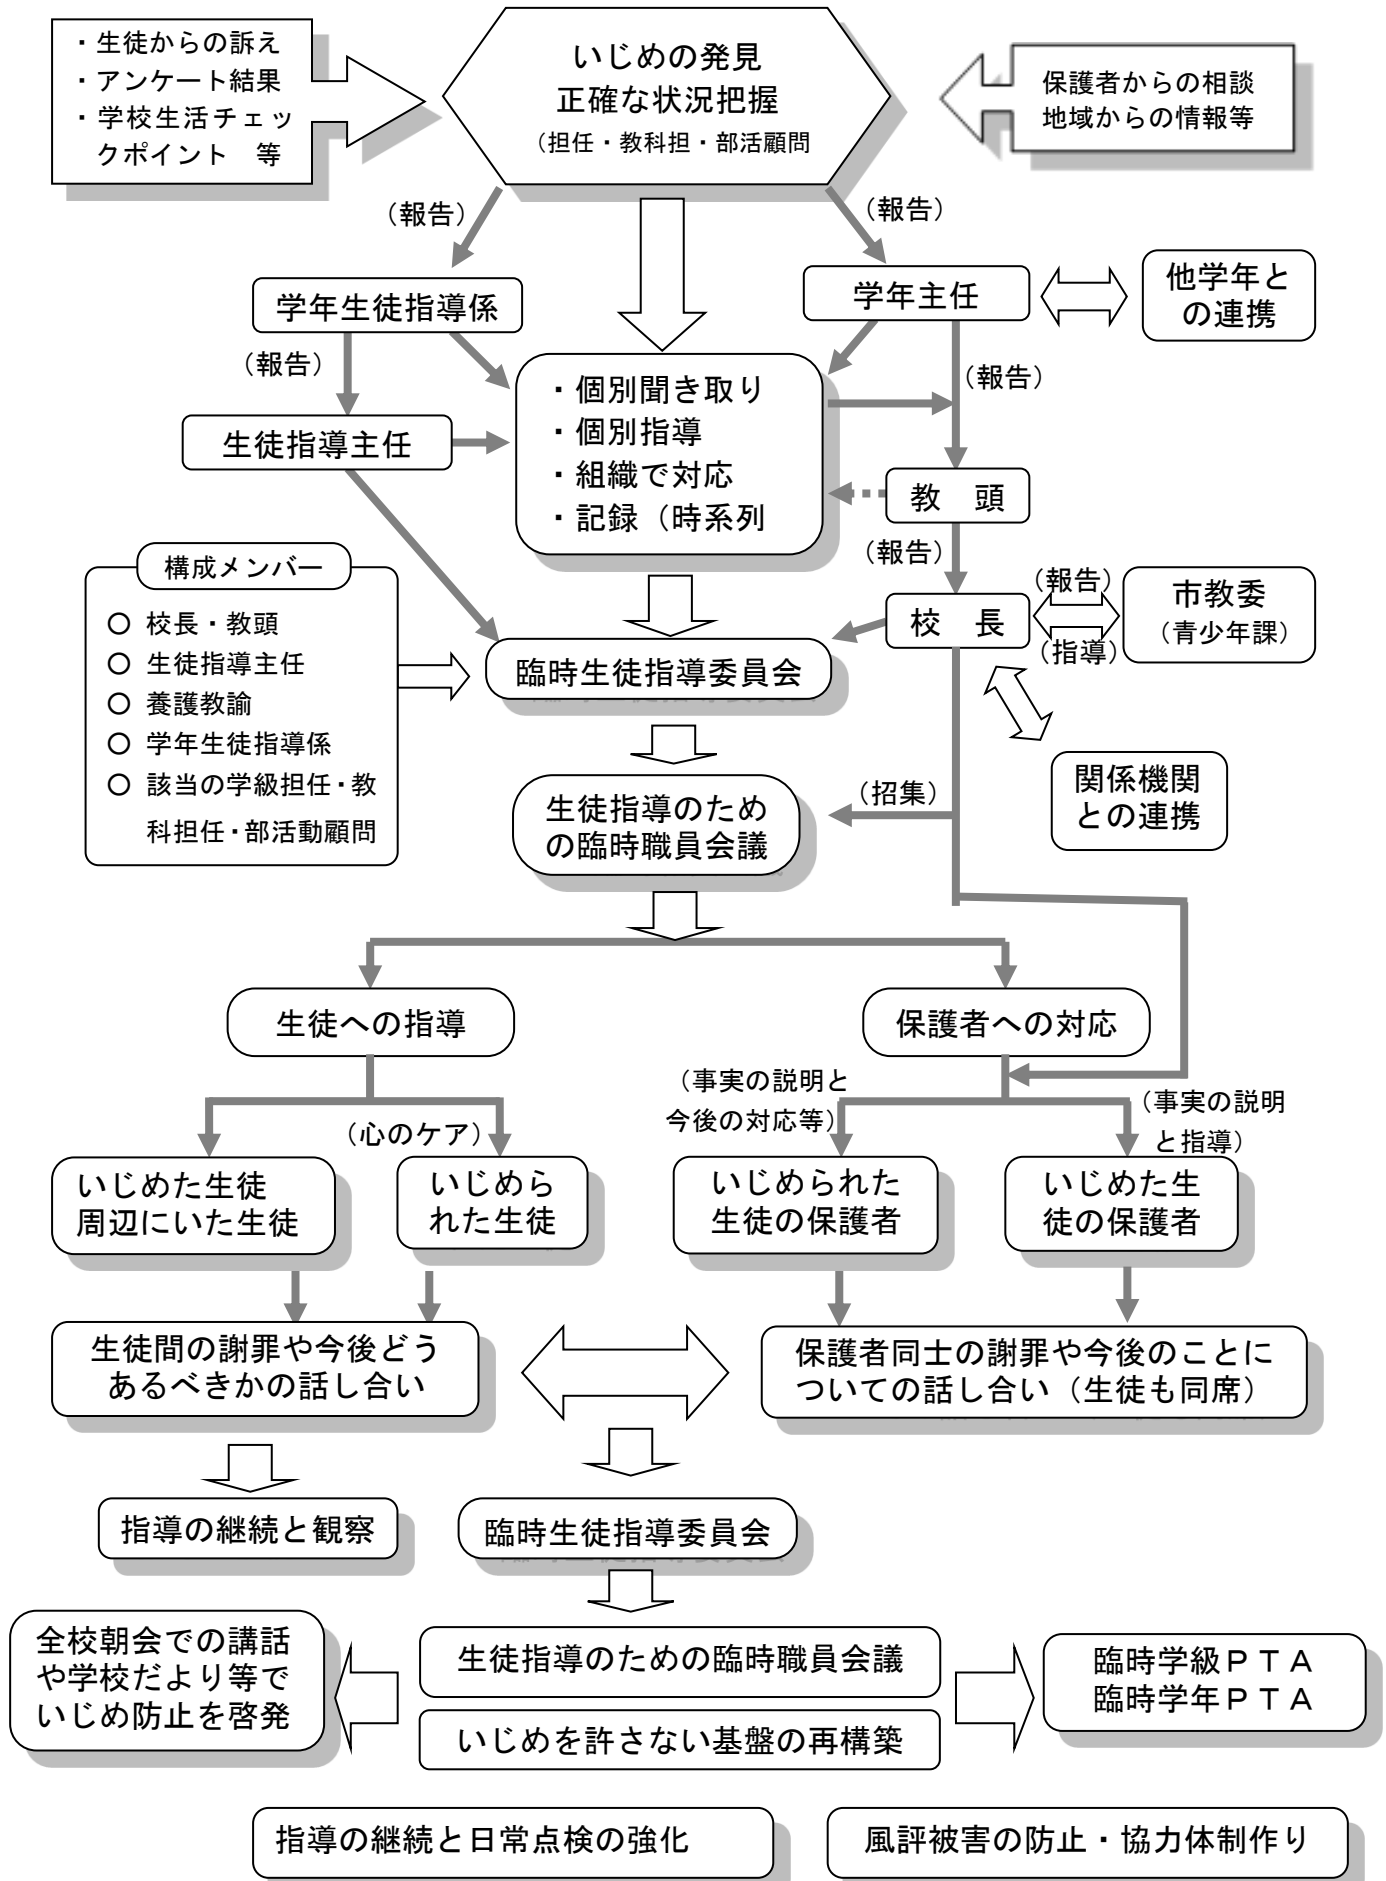 ・生徒からの訴え
・アンケート結果
・学校生活チェッ
クポイント　等
いじめの発見
正確な状況把握
（担任・教科担・部活顧問
保護者からの相談
地域からの情報等
（報告）
（報告）
学年生徒指導係
学年主任
他学年と
の連携
（報告）
（報告）
・個別聞き取り
・個別指導
・組織で対応
・記録（時系列
生徒指導主任
教　頭
（報告）
構成メンバー
○ 校長・教頭
○ 生徒指導主任
○ 養護教諭
○ 学年生徒指導係
○ 該当の学級担任・教
科担任・部活動顧問
校　長
（報告）
（指導）
市教委
（青少年課）
臨時生徒指導委員会
関係機関
との連携
（招集）
生徒指導のため
の臨時職員会議
生徒への指導
保護者への対応
（心のケア）
（事実の説明と
今後の対応等）
（事実の説明
と指導）
いじめた生徒
周辺にいた生徒
いじめら
れた生徒
いじめられた
生徒の保護者
いじめた生
徒の保護者
生徒間の謝罪や今後どう
あるべきかの話し合い
保護者同士の謝罪や今後のことに
ついての話し合い（生徒も同席）
指導の継続と観察
臨時生徒指導委員会
全校朝会での講話
や学校だより等で
いじめ防止を啓発
生徒指導のための臨時職員会議
いじめを許さない基盤の再構築
臨時学級ＰＴＡ
臨時学年ＰＴＡ
指導の継続と日常点検の強化
風評被害の防止・協力体制作り